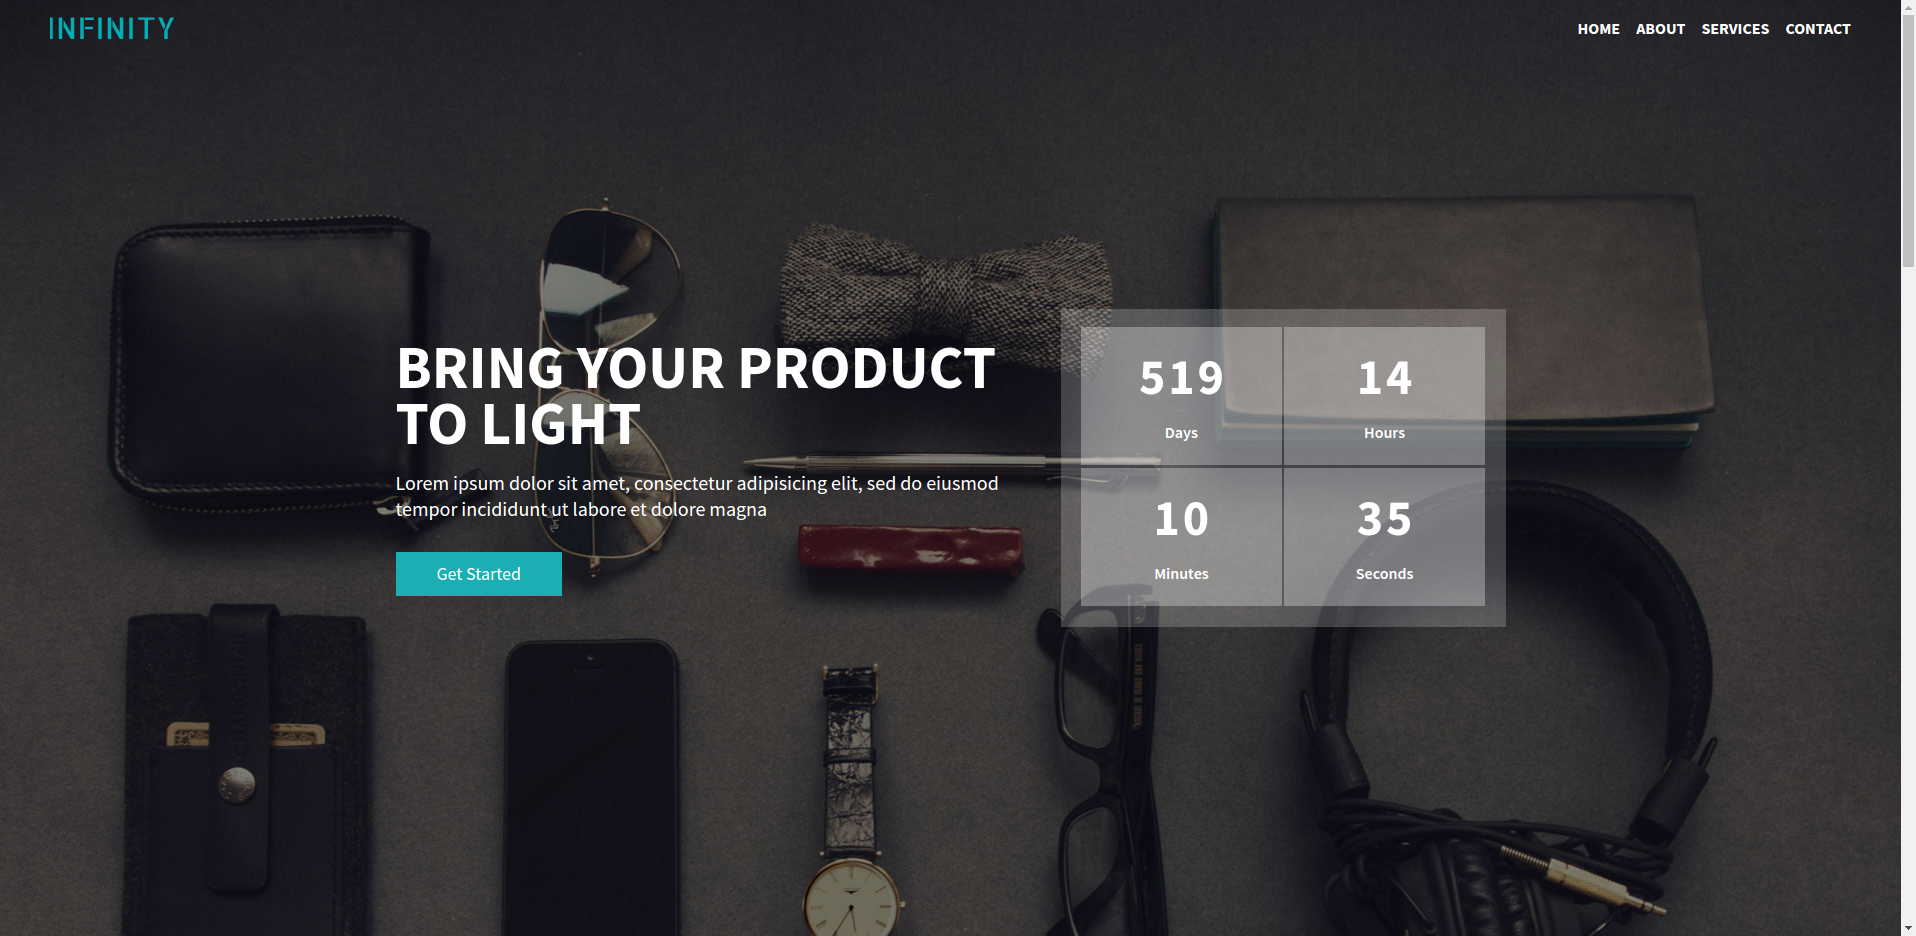 INFINITY
HOME ABOUT SERVICES CONTACT
BRING YOUR PRODUCT
TO LIGHT
Lorem ipsum dolor sit amet, consectetur adipisicing elit, sed do eiusmod
tempor incididunt ut labore et dolore magna
Get Started
519 14
Days Hours
10 35
Minutes Seconds